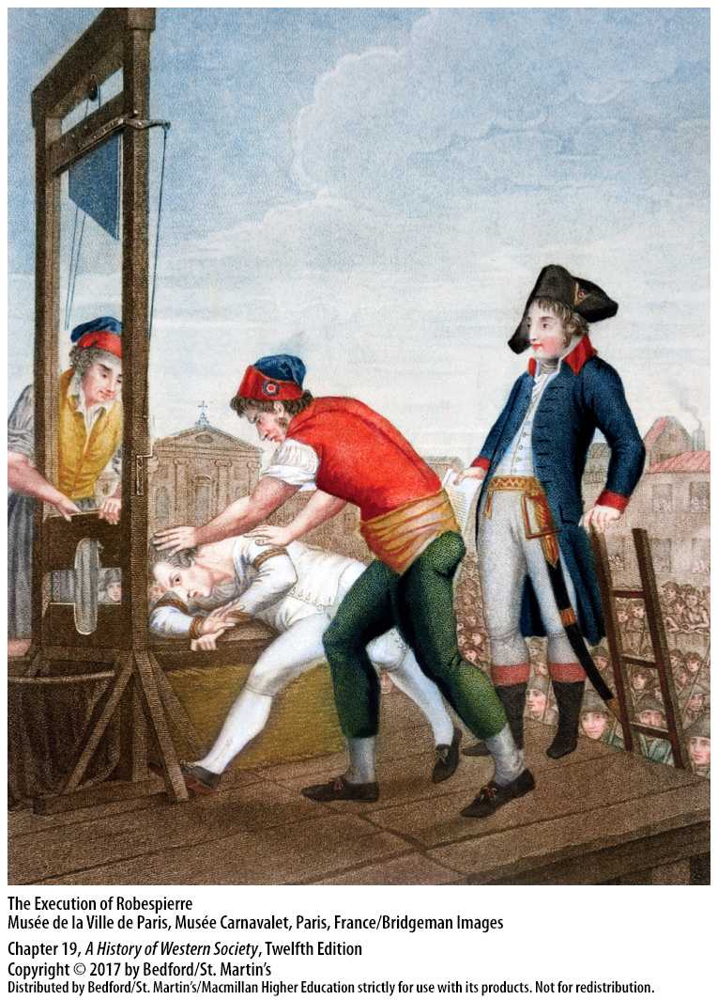 The Execution of Robespierre
Musée de la Ville de Paris, Musée Carnavalet, Paris, France/Bridgeman Images
Chapter 19, A History of Western Society, Twelfth Edition
Copyright © 2017 by Bedford/St. Martin's
Distributed by Bedford/St. Martin's/Macmillan Higher Education strictly for use with its products. Not for redistribution.